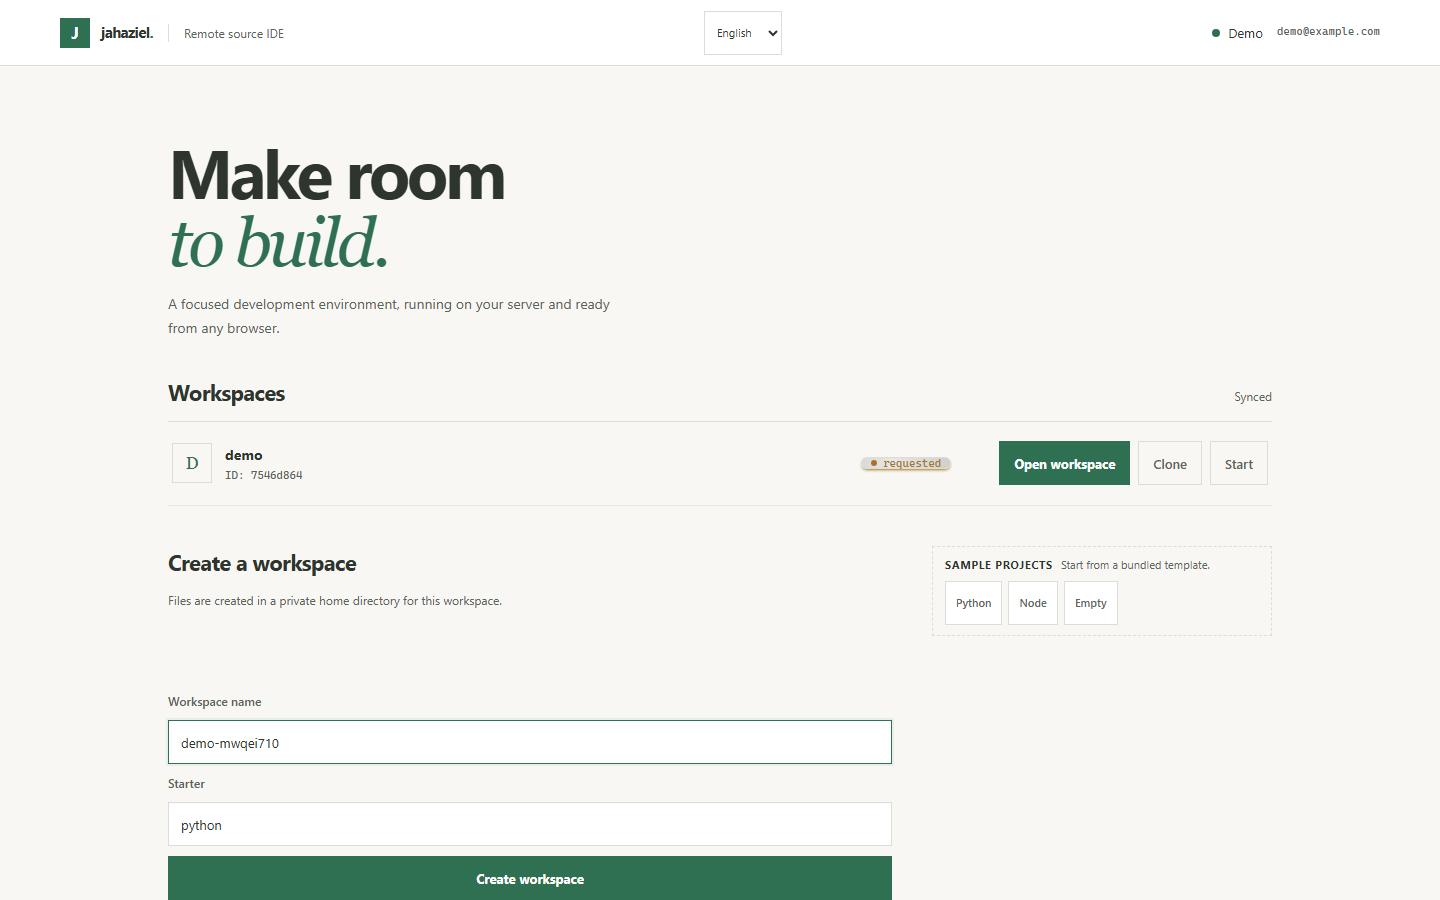 J jahaziel. Remote source IDE English Demo demo@example.com
Make room
to build.
A focused development environment, running on your server and ready
from any browser.
Workspaces Synced
D demo requested Open workspace Clone Start
ID: 7546d864
Create a workspace
Files are created in a private home directory for this workspace.
SAMPLE PROJECTS Start from a bundled template.
Python Node Empty
Workspace name
demo-mwqei710
Starter
python
Create workspace